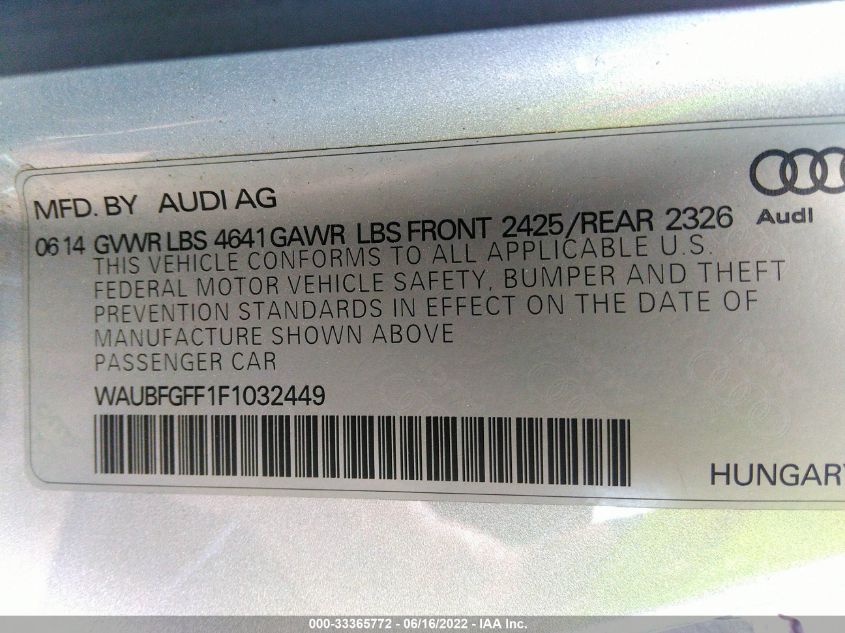 MFD. BY AUDI AG
Audi
0614 GVWR LBS 4641 GAWR LBS FRONT 2425/REAR 2326
THIS VEHICLE CONFORMS TO ALL APPLICABLE U.S.
FEDERAL MOTOR VEHICLE SAFETY, BUMPER AND THEFT
PREVENTION STANDARDS IN EFFECT ON THE DATE OF
MANUFACTURE SHOWN ABOVE
PASSENGER CAR
WAUBFGFF1F1032449
HUNGARY
000-33365772 - 06/16/2022 - IAA Inc.